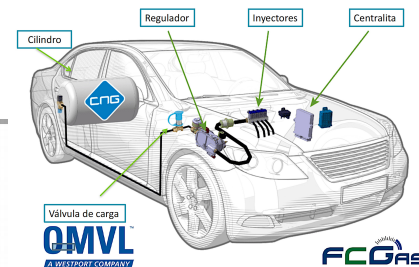 Regulador
Inyectores
Centralita
Cilindro
CNG
Válvula de carga
OMVL
A WESTPORT COMPANY
FCGas